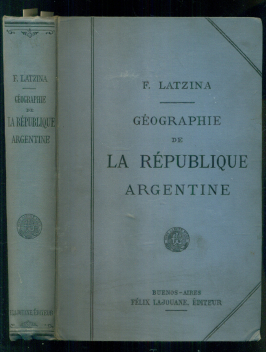 F. LATZINA
GÉOGRAPHIE
DE
LA RÉPUBLIQUE
ARGENTINE
F. LATZINA
GÉOGRAPHIE
DE
LA RÉPUBLIQUE
ARGENTINE
BUENOS-AIRES
FÉLIX LAJOUANE, ÉDITEUR